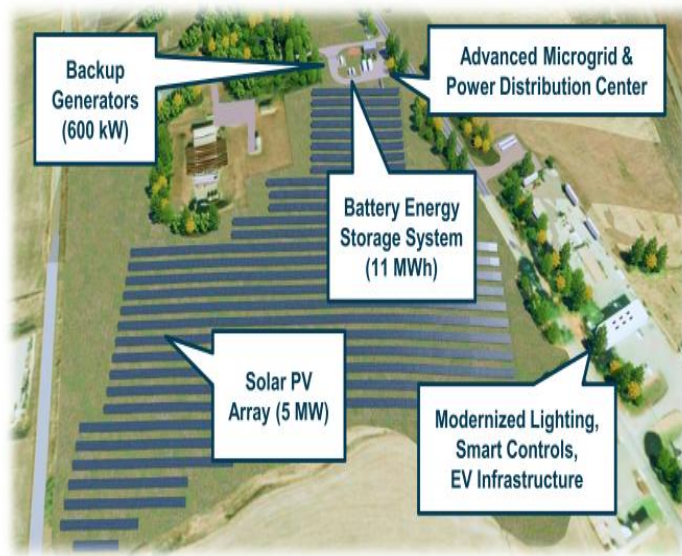 Backup
Generators
(600 kW)
Advanced Microgrid &
Power Distribution Center
Battery Energy
Storage System
(11 MWh)
Solar PV
Array (5 MW)
Modernized Lighting,
Smart Controls,
EV Infrastructure